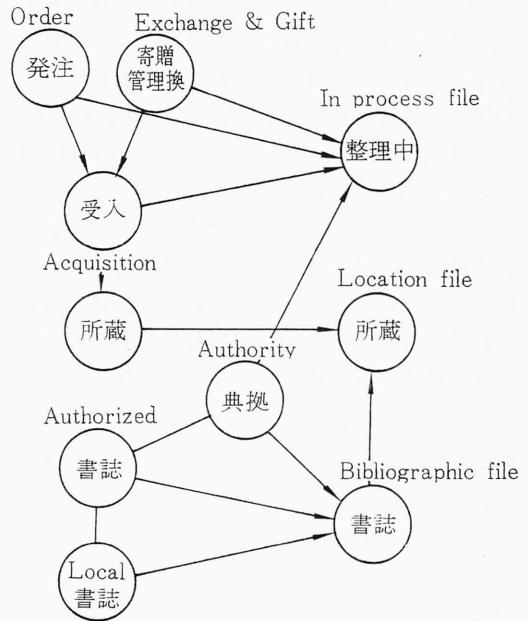 Order
Exchange & Gift
発注
寄贈
管理換
In process file
整理中
受入
Acquisition
Location file
所蔵
所蔵
Authority
典拠
Authorized
書誌
Bibliographic file
書誌
Local
書誌